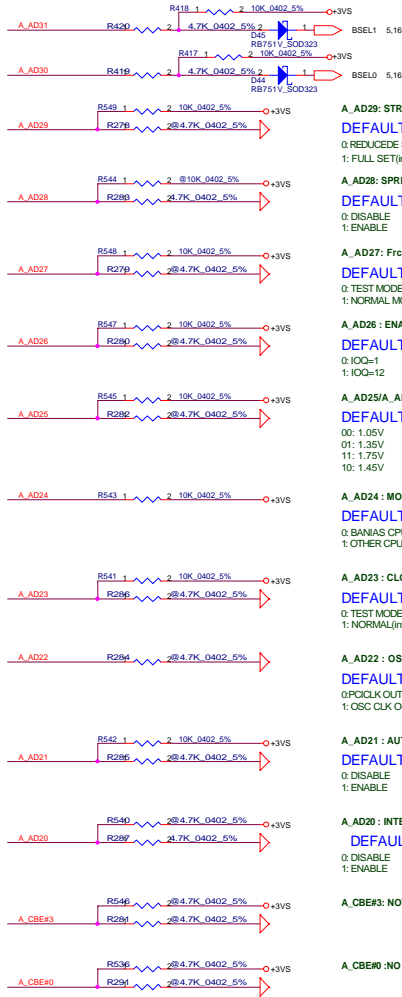 R418 1 2 10K_0402_5% +3VS
A_AD31 R420 1 4.7K_0402_5% 2 1 BSEL1 5,16
D45
RB751V_SOD323
R417 1 2 10K_0402_5% +3VS
A_AD30 R419 1 4.7K_0402_5% 2 1 BSEL0 5,16
D44
RB751V_SOD323
R549 1 2 10K_0402_5% +3VS
A_AD29 R278 1 2@4.7K_0402_5%
A_AD29: STR
DEFAULT
0: REDUCEDE
1: FULL SET(i
R544 1 2 @10K_0402_5% +3VS
A_AD28 R283 1 24.7K_0402_5%
A_AD28: SPR
DEFAULT
0: DISABLE
1: ENABLE
R548 1 2 10K_0402_5% +3VS
A_AD27 R279 1 2@4.7K_0402_5%
A_AD27: Frc
DEFAULT
0: TEST MODE
1: NORMAL MO
R547 1 2 10K_0402_5% +3VS
A_AD26 R280 1 2@4.7K_0402_5%
A_AD26 : ENA
DEFAULT
0: IOQ=1
1: IOQ=12
R545 1 2 10K_0402_5% +3VS
A_AD25 R282 1 2@4.7K_0402_5%
A_AD25/A_A
DEFAULT
00: 1.05V
01: 1.35V
11: 1.75V
10: 1.45V
A_AD24 R543 1 2 10K_0402_5% +3VS
A_AD24 : MO
DEFAULT
0: BANIAS CPU
1: OTHER CPU
R541 1 2 10K_0402_5% +3VS
A_AD23 R286 1 2@4.7K_0402_5%
A_AD23 : CLO
DEFAULT
0: TEST MODE
1: NORMAL(in
A_AD22 R284 1 2@4.7K_0402_5%
A_AD22 : OS
DEFAULT
0:PCICLK OUT
1: OSC CLK O
R542 1 2 10K_0402_5% +3VS
A_AD21 R285 1 2@4.7K_0402_5%
A_AD21 : AU
DEFAULT
0: DISABLE
1: ENABLE
R540 1 2@4.7K_0402_5% +3VS
A_AD20 R287 1 24.7K_0402_5%
A_AD20 : INTE
DEFAUL
0: DISABLE
1: ENABLE
R546 1 2@4.7K_0402_5% +3VS
A_CBE#3 R281 1 2@4.7K_0402_5%
A_CBE#3: NO
R536 1 2@4.7K_0402_5% +3VS
A_CBE#0 R291 1 2@4.7K_0402_5%
A_CBE#0 :NO